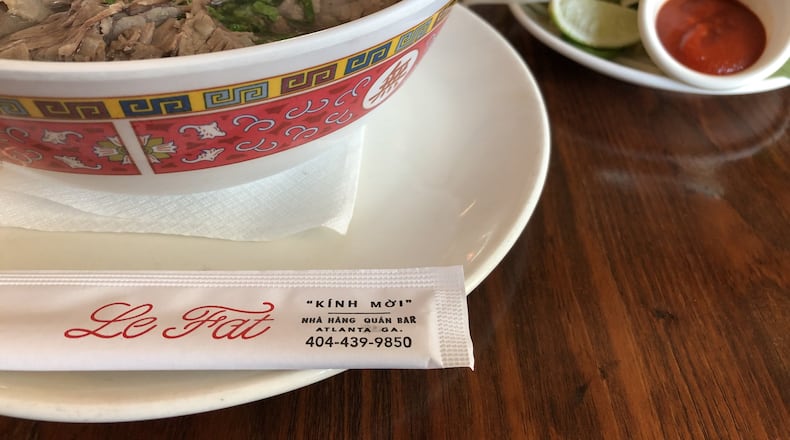 Le Fat
"KÍNH MỜI"
NHÀ HÀNG QUÁN BAR
ATLANTA GA.
404-439-9850